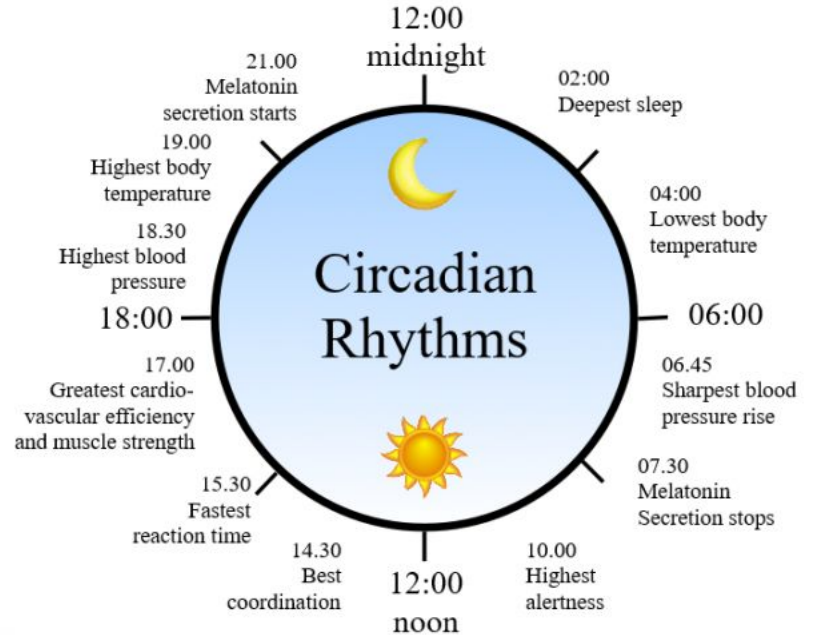 12:00
midnight
02:00
Deepest sleep
04:00
Lowest body
temperature
06:00
06.45
Sharpest blood
pressure rise
07.30
Melatonin
Secretion stops
10.00
Highest
alertness
12:00
noon
14.30
Best
coordination
15.30
Fastest
reaction time
17.00
Greatest cardio-
vascular efficiency
and muscle strength
18:00
18.30
Highest blood
pressure
19.00
Highest body
temperature
21.00
Melatonin
secretion starts
Circadian
Rhythms